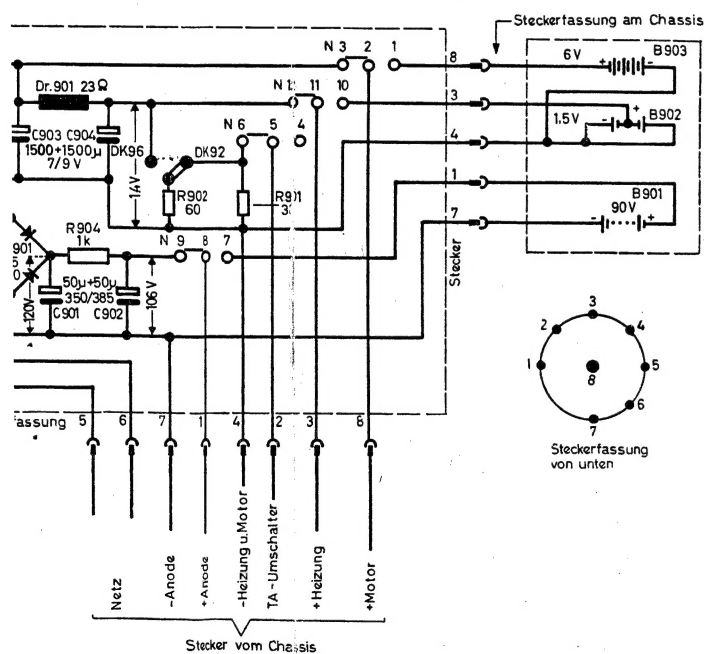 Steckerfassung am Chassis
N 3 2 1
8
6V
+
-
B903
Dr.901 23Ω
N 11 10
3
1.5V
-
+
B902
C903 C904
1500+1500µ
7/9 V
DK96
1,4V
DK92
N 6 5 4
4
R902
60
1
B901
90V
-
+
7
R904
1k
N 9 8 7
901
120V
50µ+50µ
350/385
C901 C902
106V
Stecker
fassung
5 6 7 1 4 2 3 8
Netz
-Anode
+Anode
-Heizung u.Motor
TA-Umschalter
+Heizung
+Motor
Stecker vom Chassis
3
2
4
1
8
5
6
7
Steckerfassung
von unten